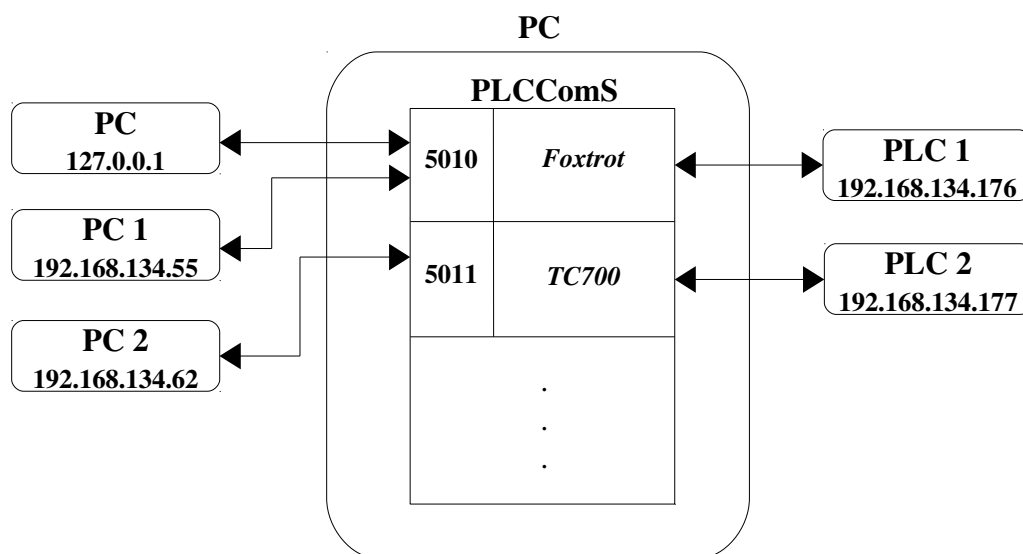 PC
PLCComS
PC
127.0.0.1
5010
Foxtrot
PLC 1
192.168.134.176
PC 1
192.168.134.55
5011
TC700
PLC 2
192.168.134.177
PC 2
192.168.134.62
.
.
.